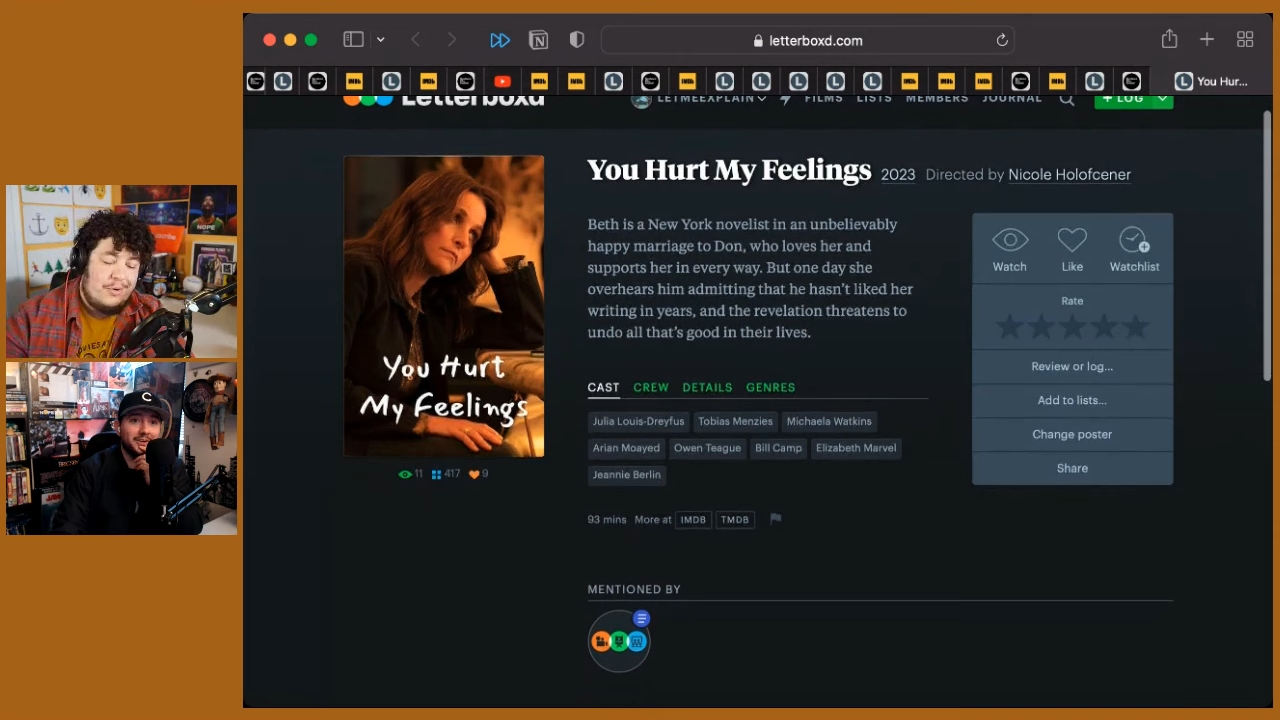 letterboxd.com
You Hur...
Letterboxd
LETMEEXPLAIN
FILMS
LISTS
MEMBERS
JOURNAL
+ LOG
You Hurt My Feelings 2023 Directed by Nicole Holofcener
Beth is a New York novelist in an unbelievably
happy marriage to Don, who loves her and
supports her in every way. But one day she
overhears him admitting that he hasn't liked her
writing in years, and the revelation threatens to
undo all that's good in their lives.
Watch
Like
Watchlist
Rate
Review or log...
Add to lists...
Change poster
Share
You Hurt
My Feelings
11
417
9
CAST CREW DETAILS GENRES
Julia Louis-Dreyfus Tobias Menzies Michaela Watkins
Arian Moayed Owen Teague Bill Camp Elizabeth Marvel
Jeannie Berlin
93 mins More at IMDB TMDB
MENTIONED BY
NOPE
C